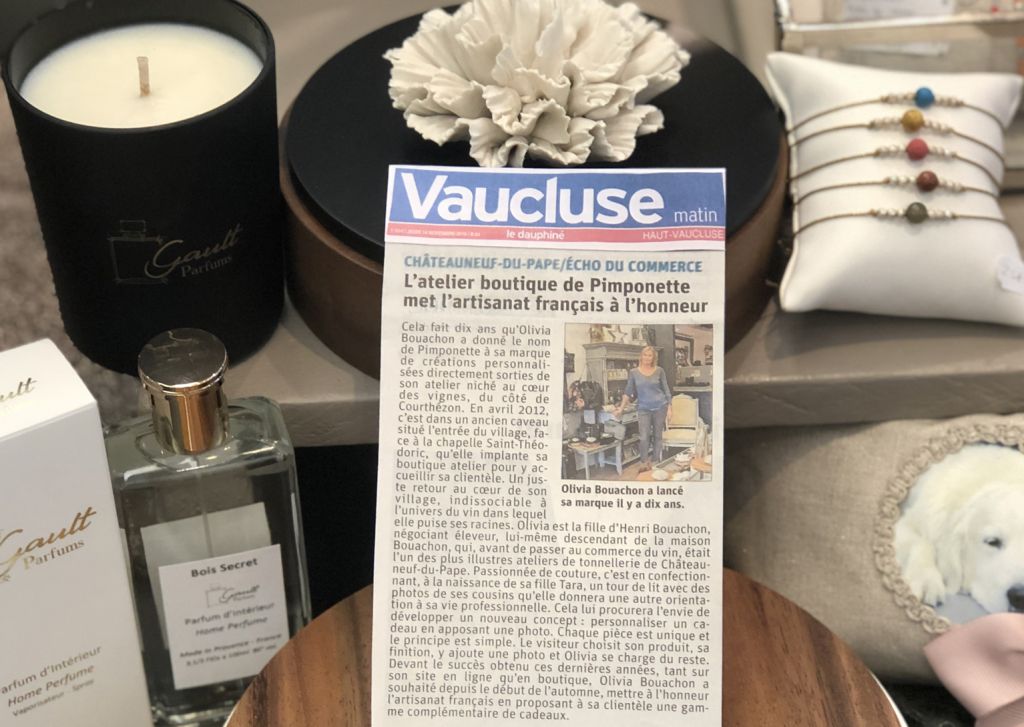 Gault
Parfums
Vaucluse
matin
le dauphiné
HAUT-VAUCLUSE
CHÂTEAUNEUF-DU-PAPE/ÉCHO DU COMMERCE
L'atelier boutique de Pimponette
met l'artisanat français à l'honneur
Cela fait dix ans qu'Olivia
Bouachon a donné le nom
de Pimponette à sa marque
de créations personnali-
sées directement sorties de
son atelier niché au cœur
des vignes, du côté de
Courthézon. En avril 2012,
c'est dans un ancien caveau
situé l'entrée du village, fa-
ce à la chapelle Saint-Théo-
doric, qu'elle implante sa
boutique atelier pour y ac-
cueillir sa clientèle. Un jus-
te retour au cœur de son
village, indissociable à
l'univers du vin dans lequel
elle puise ses racines. Olivia est la fille d'Henri Bouachon,
négociant éleveur, lui-même descendant de la maison
Bouachon, qui, avant de passer au commerce du vin, était
l'un des plus illustres ateliers de tonnellerie de Château-
neuf-du-Pape. Passionnée de couture, c'est en confection-
nant, à la naissance de sa fille Tara, un tour de lit avec des
photos de ses cousins qu'elle donnera une autre orienta-
tion à sa vie professionnelle. Cela lui procurera l'envie de
développer un nouveau concept : personnaliser un ca-
deau en apposant une photo. Chaque pièce est unique et
le principe est simple. Le visiteur choisit son produit, sa
finition, y ajoute une photo et Olivia se charge du reste.
Devant le succès obtenu ces dernières années, tant sur
son site en ligne qu'en boutique, Olivia Bouachon a
souhaité depuis le début de l'automne, mettre à l'honneur
l'artisanat français en proposant à sa clientèle une gam-
me complémentaire de cadeaux.
Olivia Bouachon a lancé
sa marque il y a dix ans.
Gault
Parfums
Parfum d'Intérieur
Home Perfume
Vaporisateur - Spray
Bois Secret
Gault
Parfums
Parfum d'Intérieur
Home Perfume
Made in Provence - France